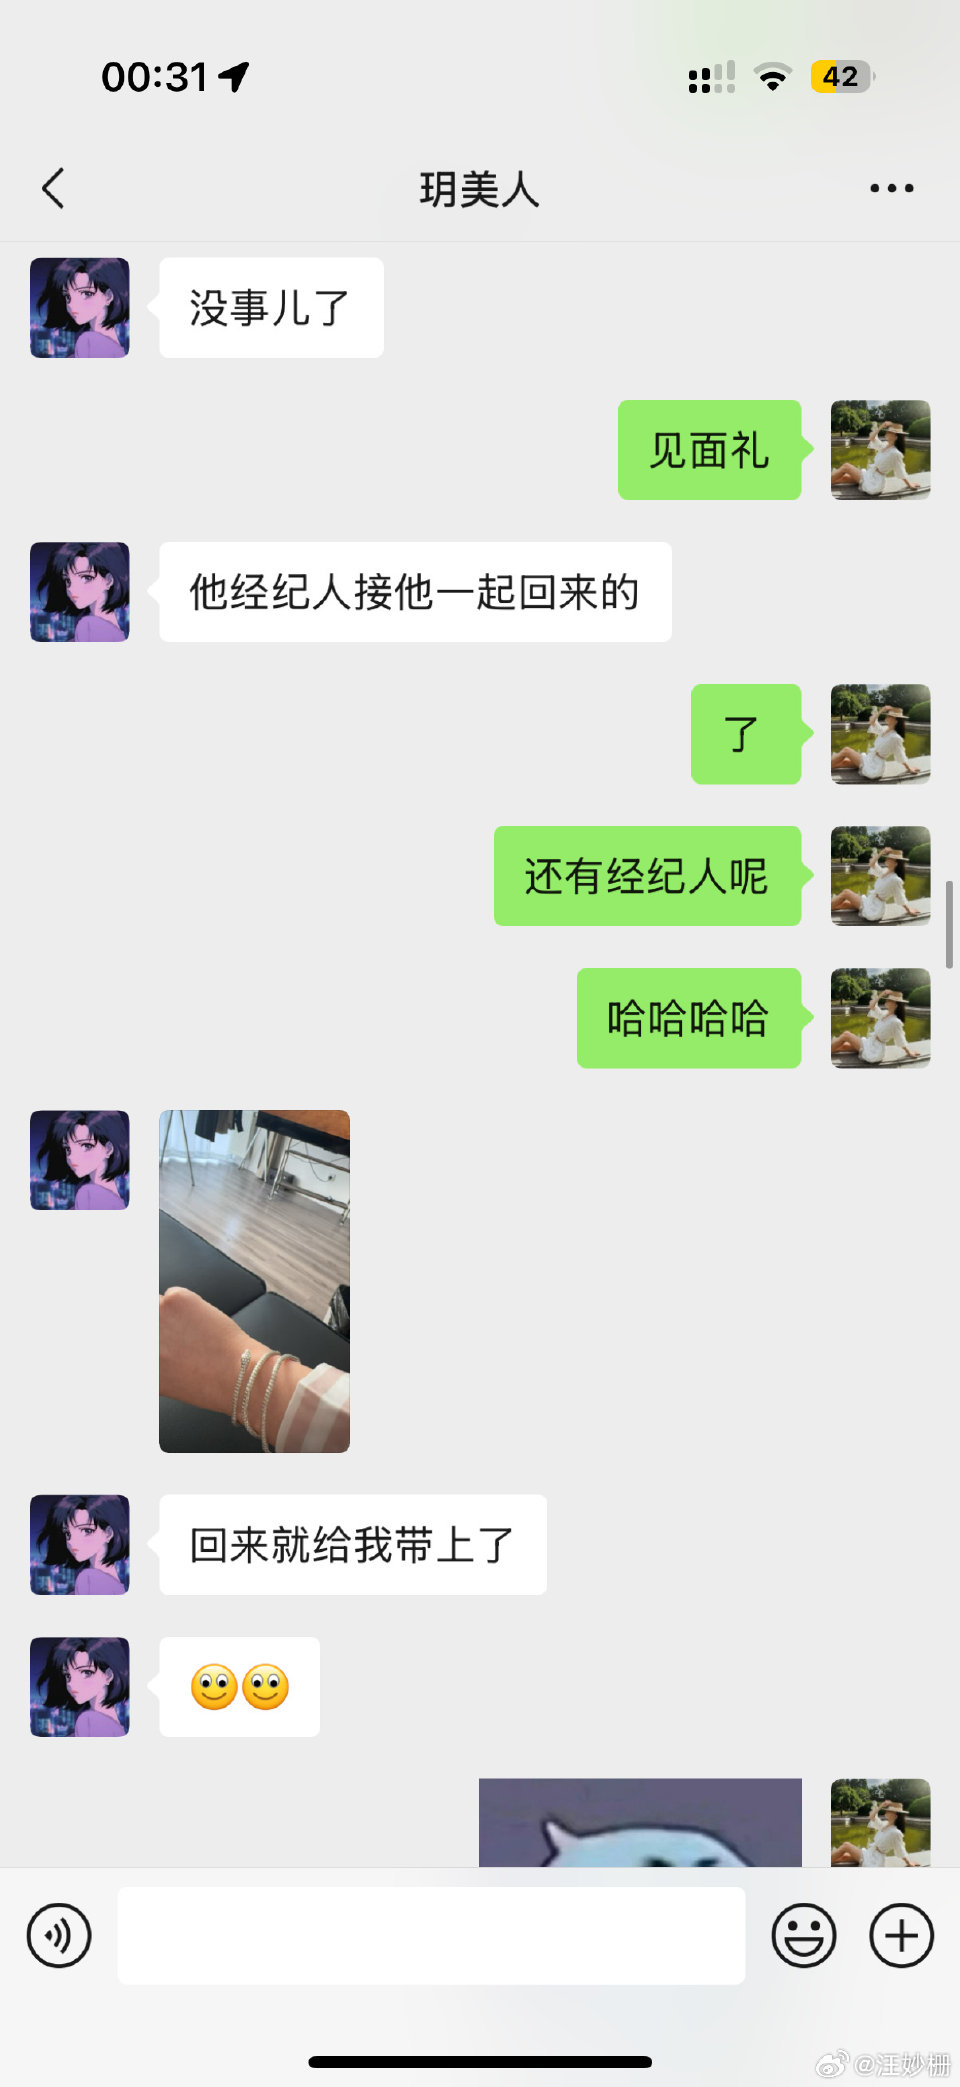 00:31
42
玥美人
没事儿了
见面礼
他经纪人接他一起回来的
了
还有经纪人呢
哈哈哈哈
回来就给我带上了
@汪妙栅